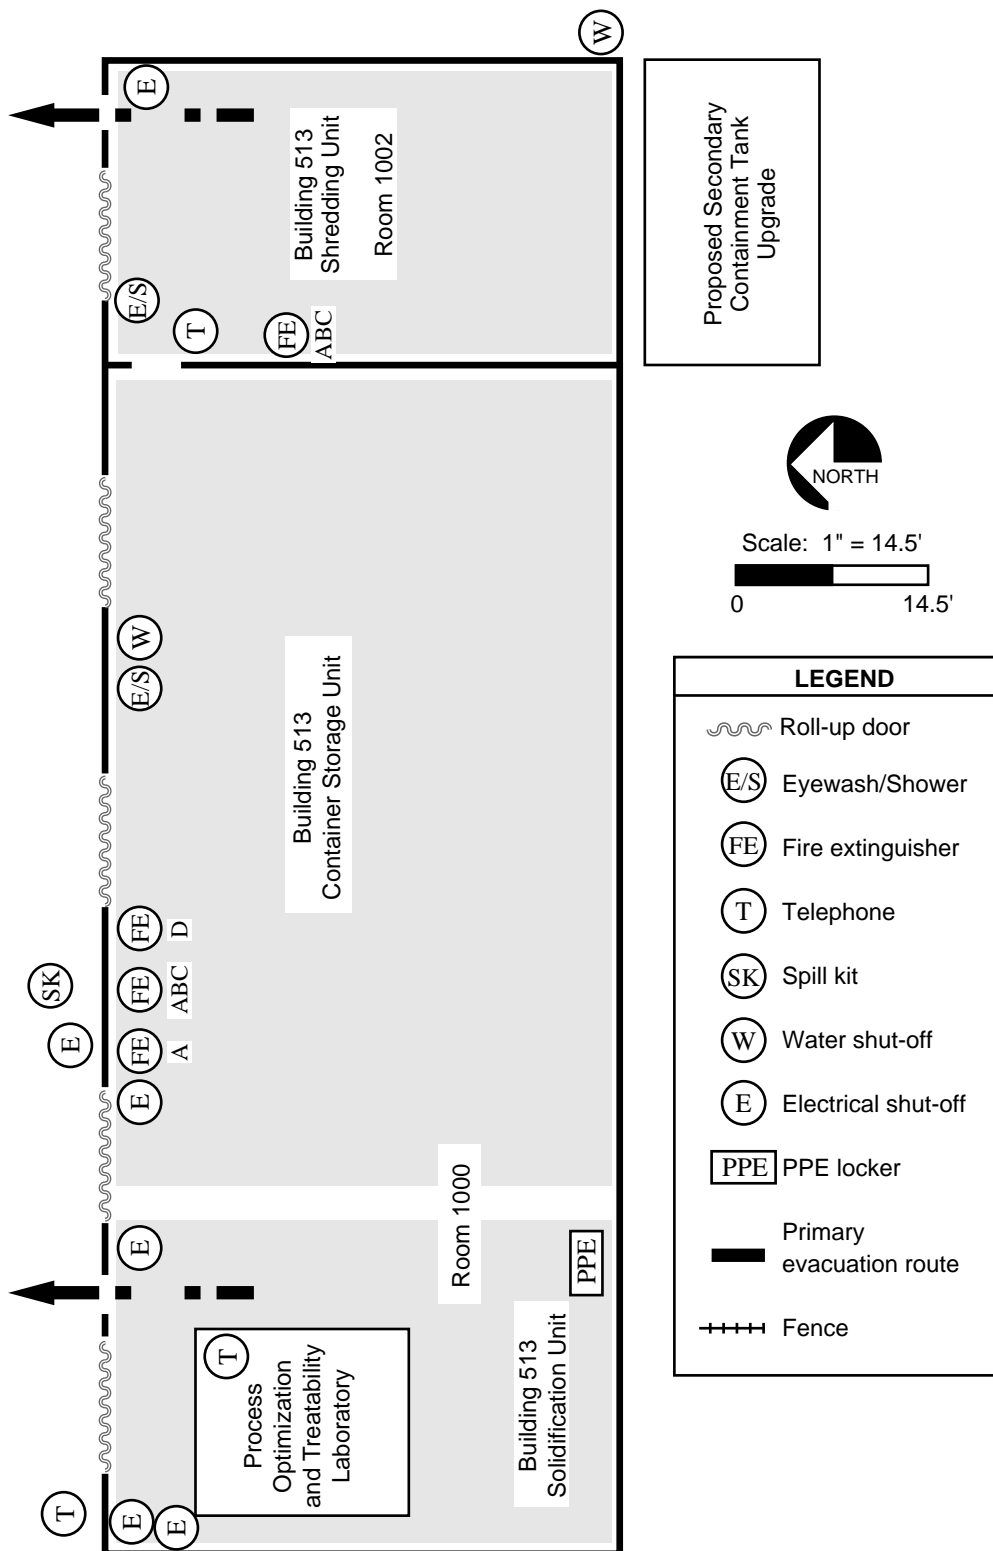 W
E
Building 513
Shredding Unit
Room 1002
Proposed Secondary
Containment Tank
Upgrade
E/S
T
FE
ABC
NORTH
Scale: 1" = 14.5'
0
14.5'
W
E/S
Building 513
Container Storage Unit
FE
D
SK
FE
ABC
E
FE
A
E
Room 1000
E
PPE
T
Process
Optimization
and Treatability
Laboratory
Building 513
Solidification Unit
T
E
E
LEGEND
Roll-up door
E/S Eyewash/Shower
FE Fire extinguisher
T Telephone
SK Spill kit
W Water shut-off
E Electrical shut-off
PPE PPE locker
Primary
evacuation route
Fence